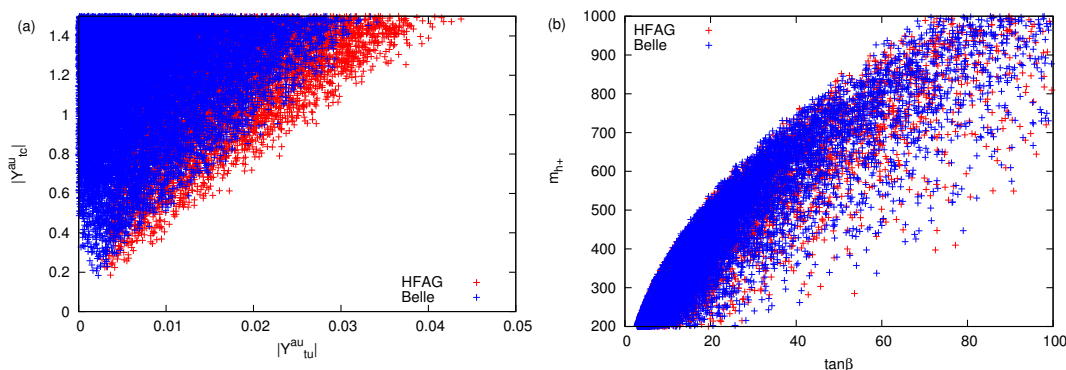 (a)
1.4
1.2
1
0.8
0.6
0.4
0.2
0
|Y^au_tc|
HFAG
Belle
0 0.01 0.02 0.03 0.04 0.05
|Y^au_tu|
(b)
1000
900
800
700
600
500
400
300
200
m_h+
HFAG
Belle
0 20 40 60 80 100
tanβ